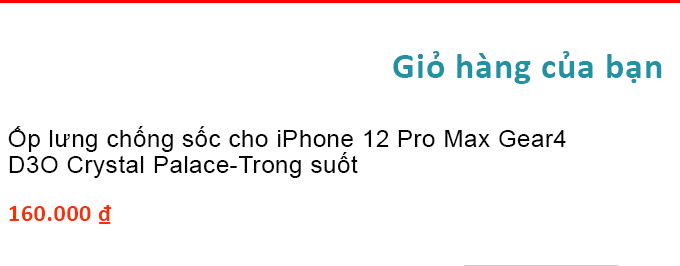 Giỏ hàng của bạn
Ốp lưng chống sốc cho iPhone 12 Pro Max Gear4
D3O Crystal Palace-Trong suốt
160.000 ₫